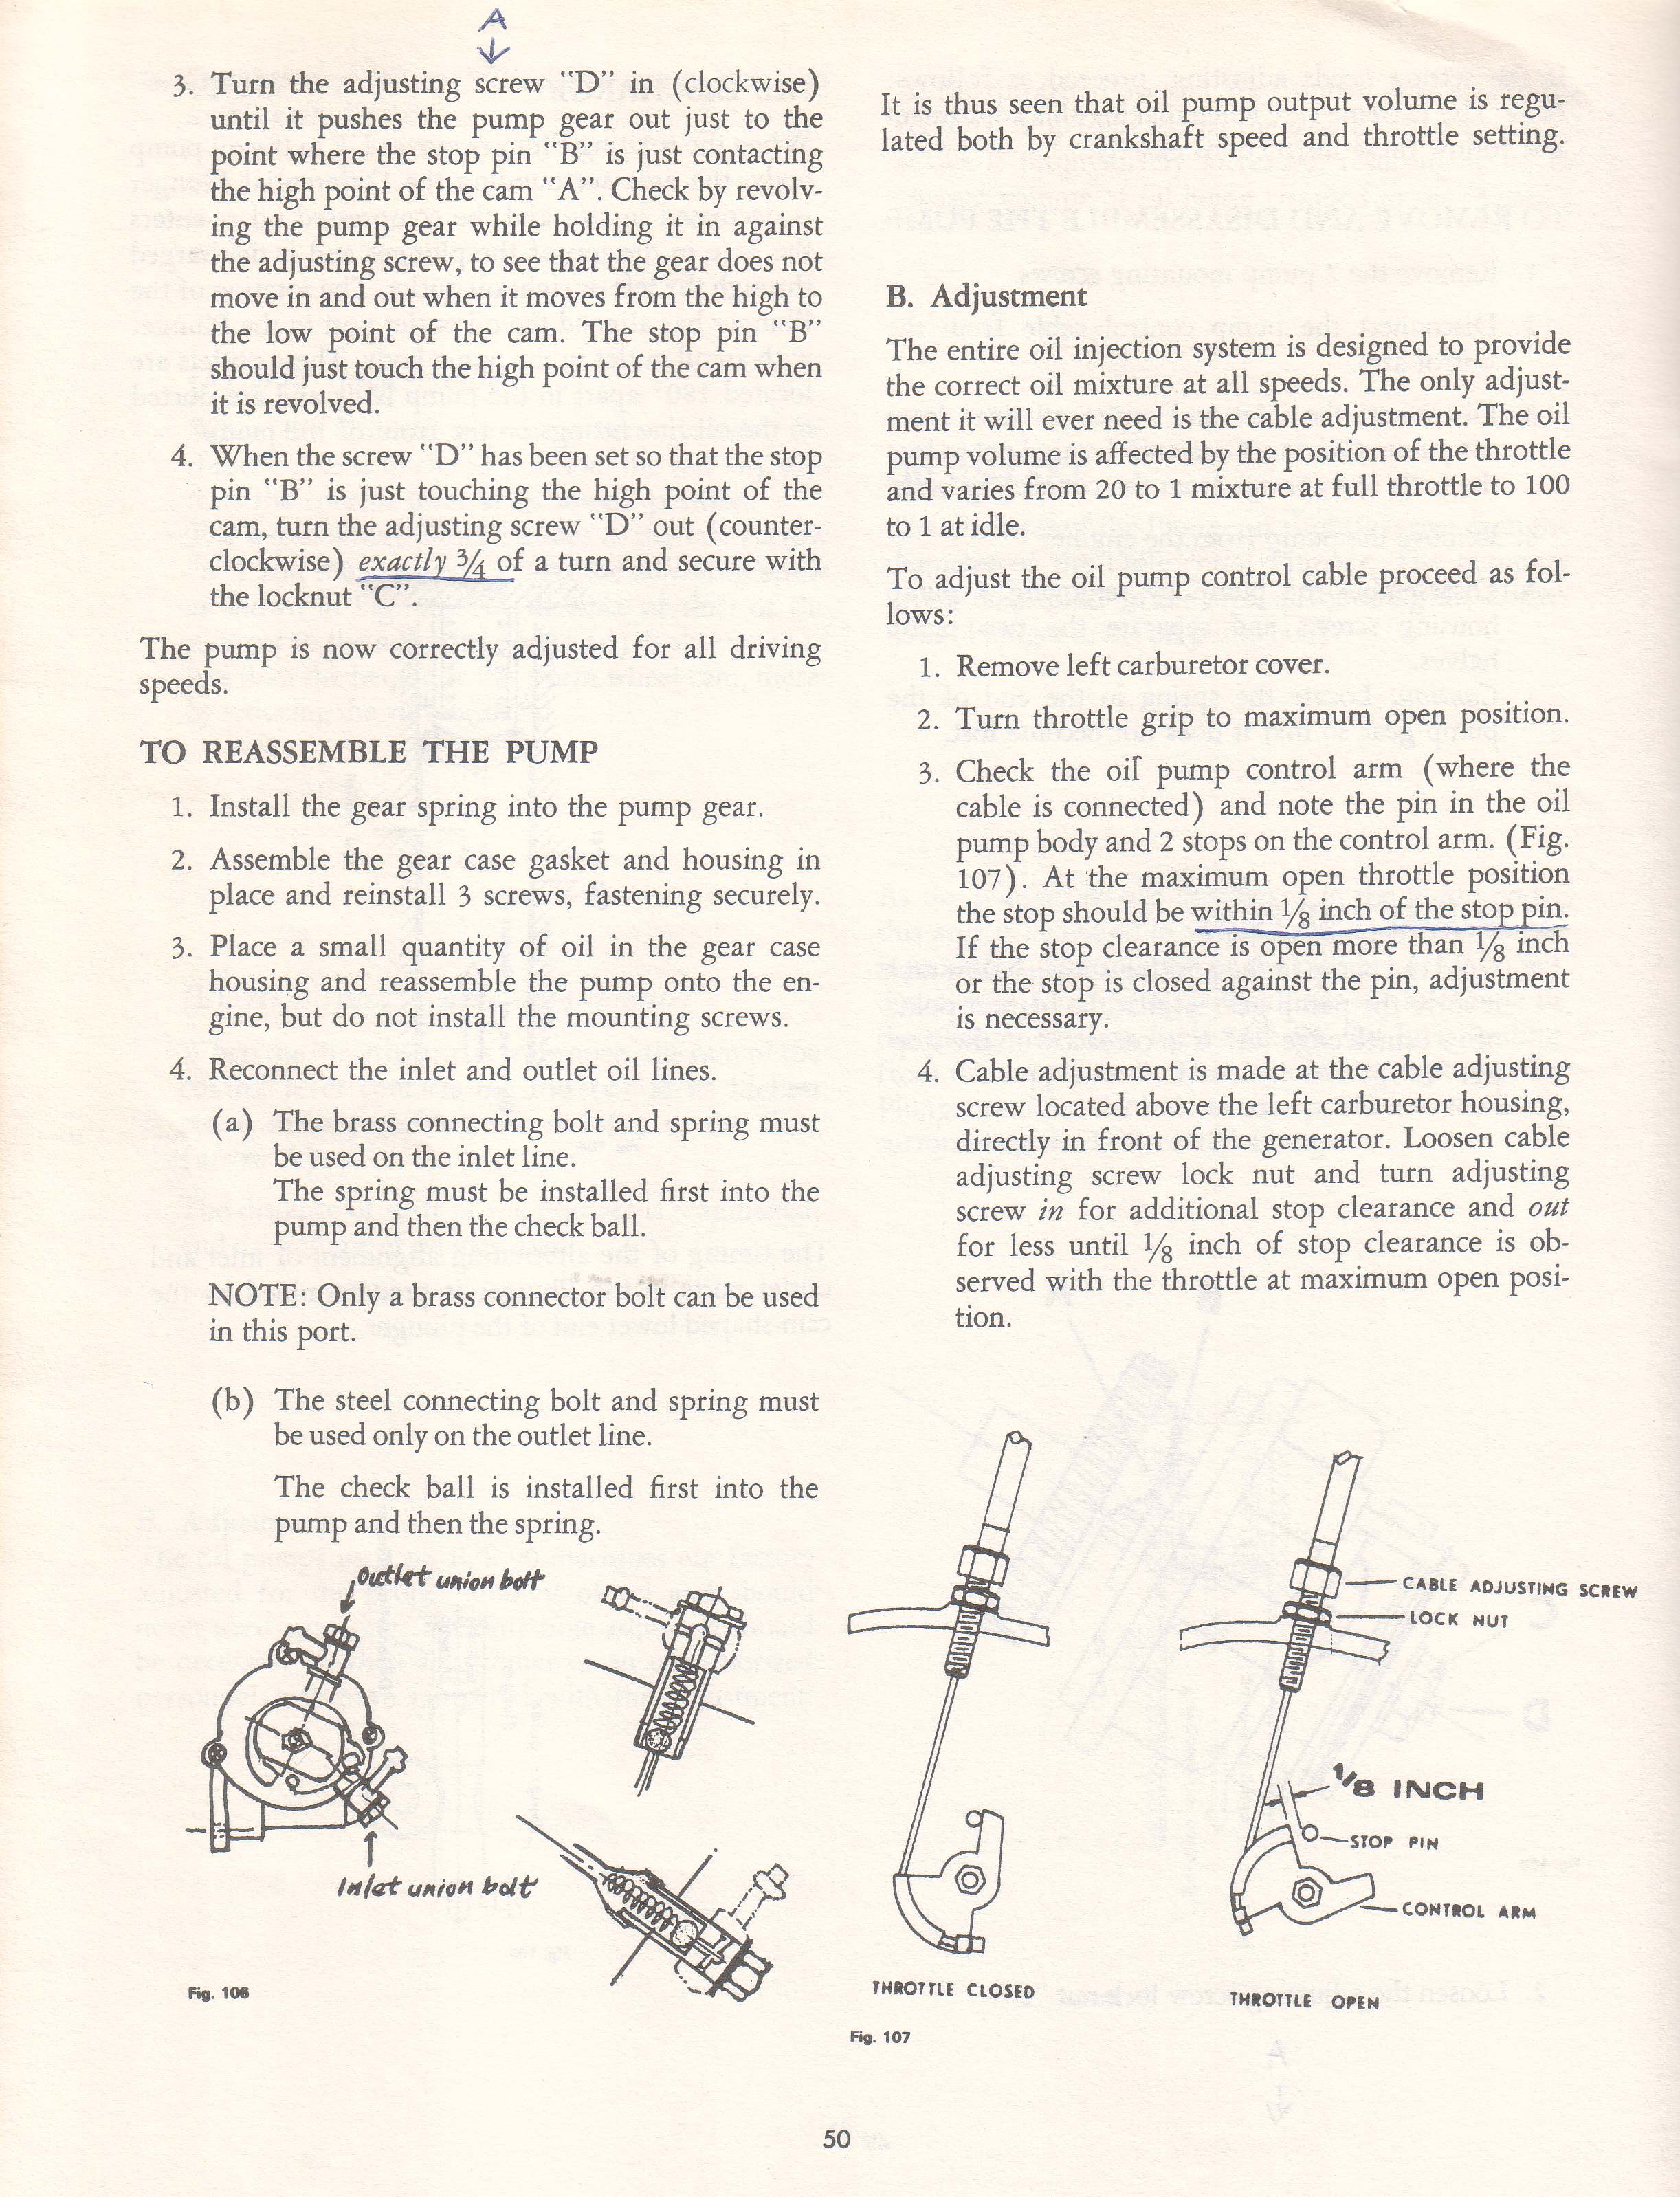 A
↓
3. Turn the adjusting screw "D" in (clockwise)
until it pushes the pump gear out just to the
point where the stop pin "B" is just contacting
the high point of the cam "A". Check by revolv-
ing the pump gear while holding it in against
the adjusting screw, to see that the gear does not
move in and out when it moves from the high to
the low point of the cam. The stop pin "B"
should just touch the high point of the cam when
it is revolved.
4. When the screw "D" has been set so that the stop
pin "B" is just touching the high point of the
cam, turn the adjusting screw "D" out (counter-
clockwise) exactly ¾ of a turn and secure with
the locknut "C".
The pump is now correctly adjusted for all driving
speeds.
TO REASSEMBLE THE PUMP
1. Install the gear spring into the pump gear.
2. Assemble the gear case gasket and housing in
place and reinstall 3 screws, fastening securely.
3. Place a small quantity of oil in the gear case
housing and reassemble the pump onto the en-
gine, but do not install the mounting screws.
4. Reconnect the inlet and outlet oil lines.
(a) The brass connecting bolt and spring must
be used on the inlet line.
The spring must be installed first into the
pump and then the check ball.
NOTE: Only a brass connector bolt can be used
in this port.
(b) The steel connecting bolt and spring must
be used only on the outlet line.
The check ball is installed first into the
pump and then the spring.
Outlet union bolt
Inlet union bolt
Fig. 106
It is thus seen that oil pump output volume is regu-
lated both by crankshaft speed and throttle setting.
B. Adjustment
The entire oil injection system is designed to provide
the correct oil mixture at all speeds. The only adjust-
ment it will ever need is the cable adjustment. The oil
pump volume is affected by the position of the throttle
and varies from 20 to 1 mixture at full throttle to 100
to 1 at idle.
To adjust the oil pump control cable proceed as fol-
lows:
1. Remove left carburetor cover.
2. Turn throttle grip to maximum open position.
3. Check the oil pump control arm (where the
cable is connected) and note the pin in the oil
pump body and 2 stops on the control arm. (Fig.
107). At the maximum open throttle position
the stop should be within ⅛ inch of the stop pin.
If the stop clearance is open more than ⅛ inch
or the stop is closed against the pin, adjustment
is necessary.
4. Cable adjustment is made at the cable adjusting
screw located above the left carburetor housing,
directly in front of the generator. Loosen cable
adjusting screw lock nut and turn adjusting
screw in for additional stop clearance and out
for less until ⅛ inch of stop clearance is ob-
served with the throttle at maximum open posi-
tion.
CABLE ADJUSTING SCREW
LOCK NUT
1/8 INCH
STOP PIN
CONTROL ARM
THROTTLE CLOSED
THROTTLE OPEN
Fig. 107
50